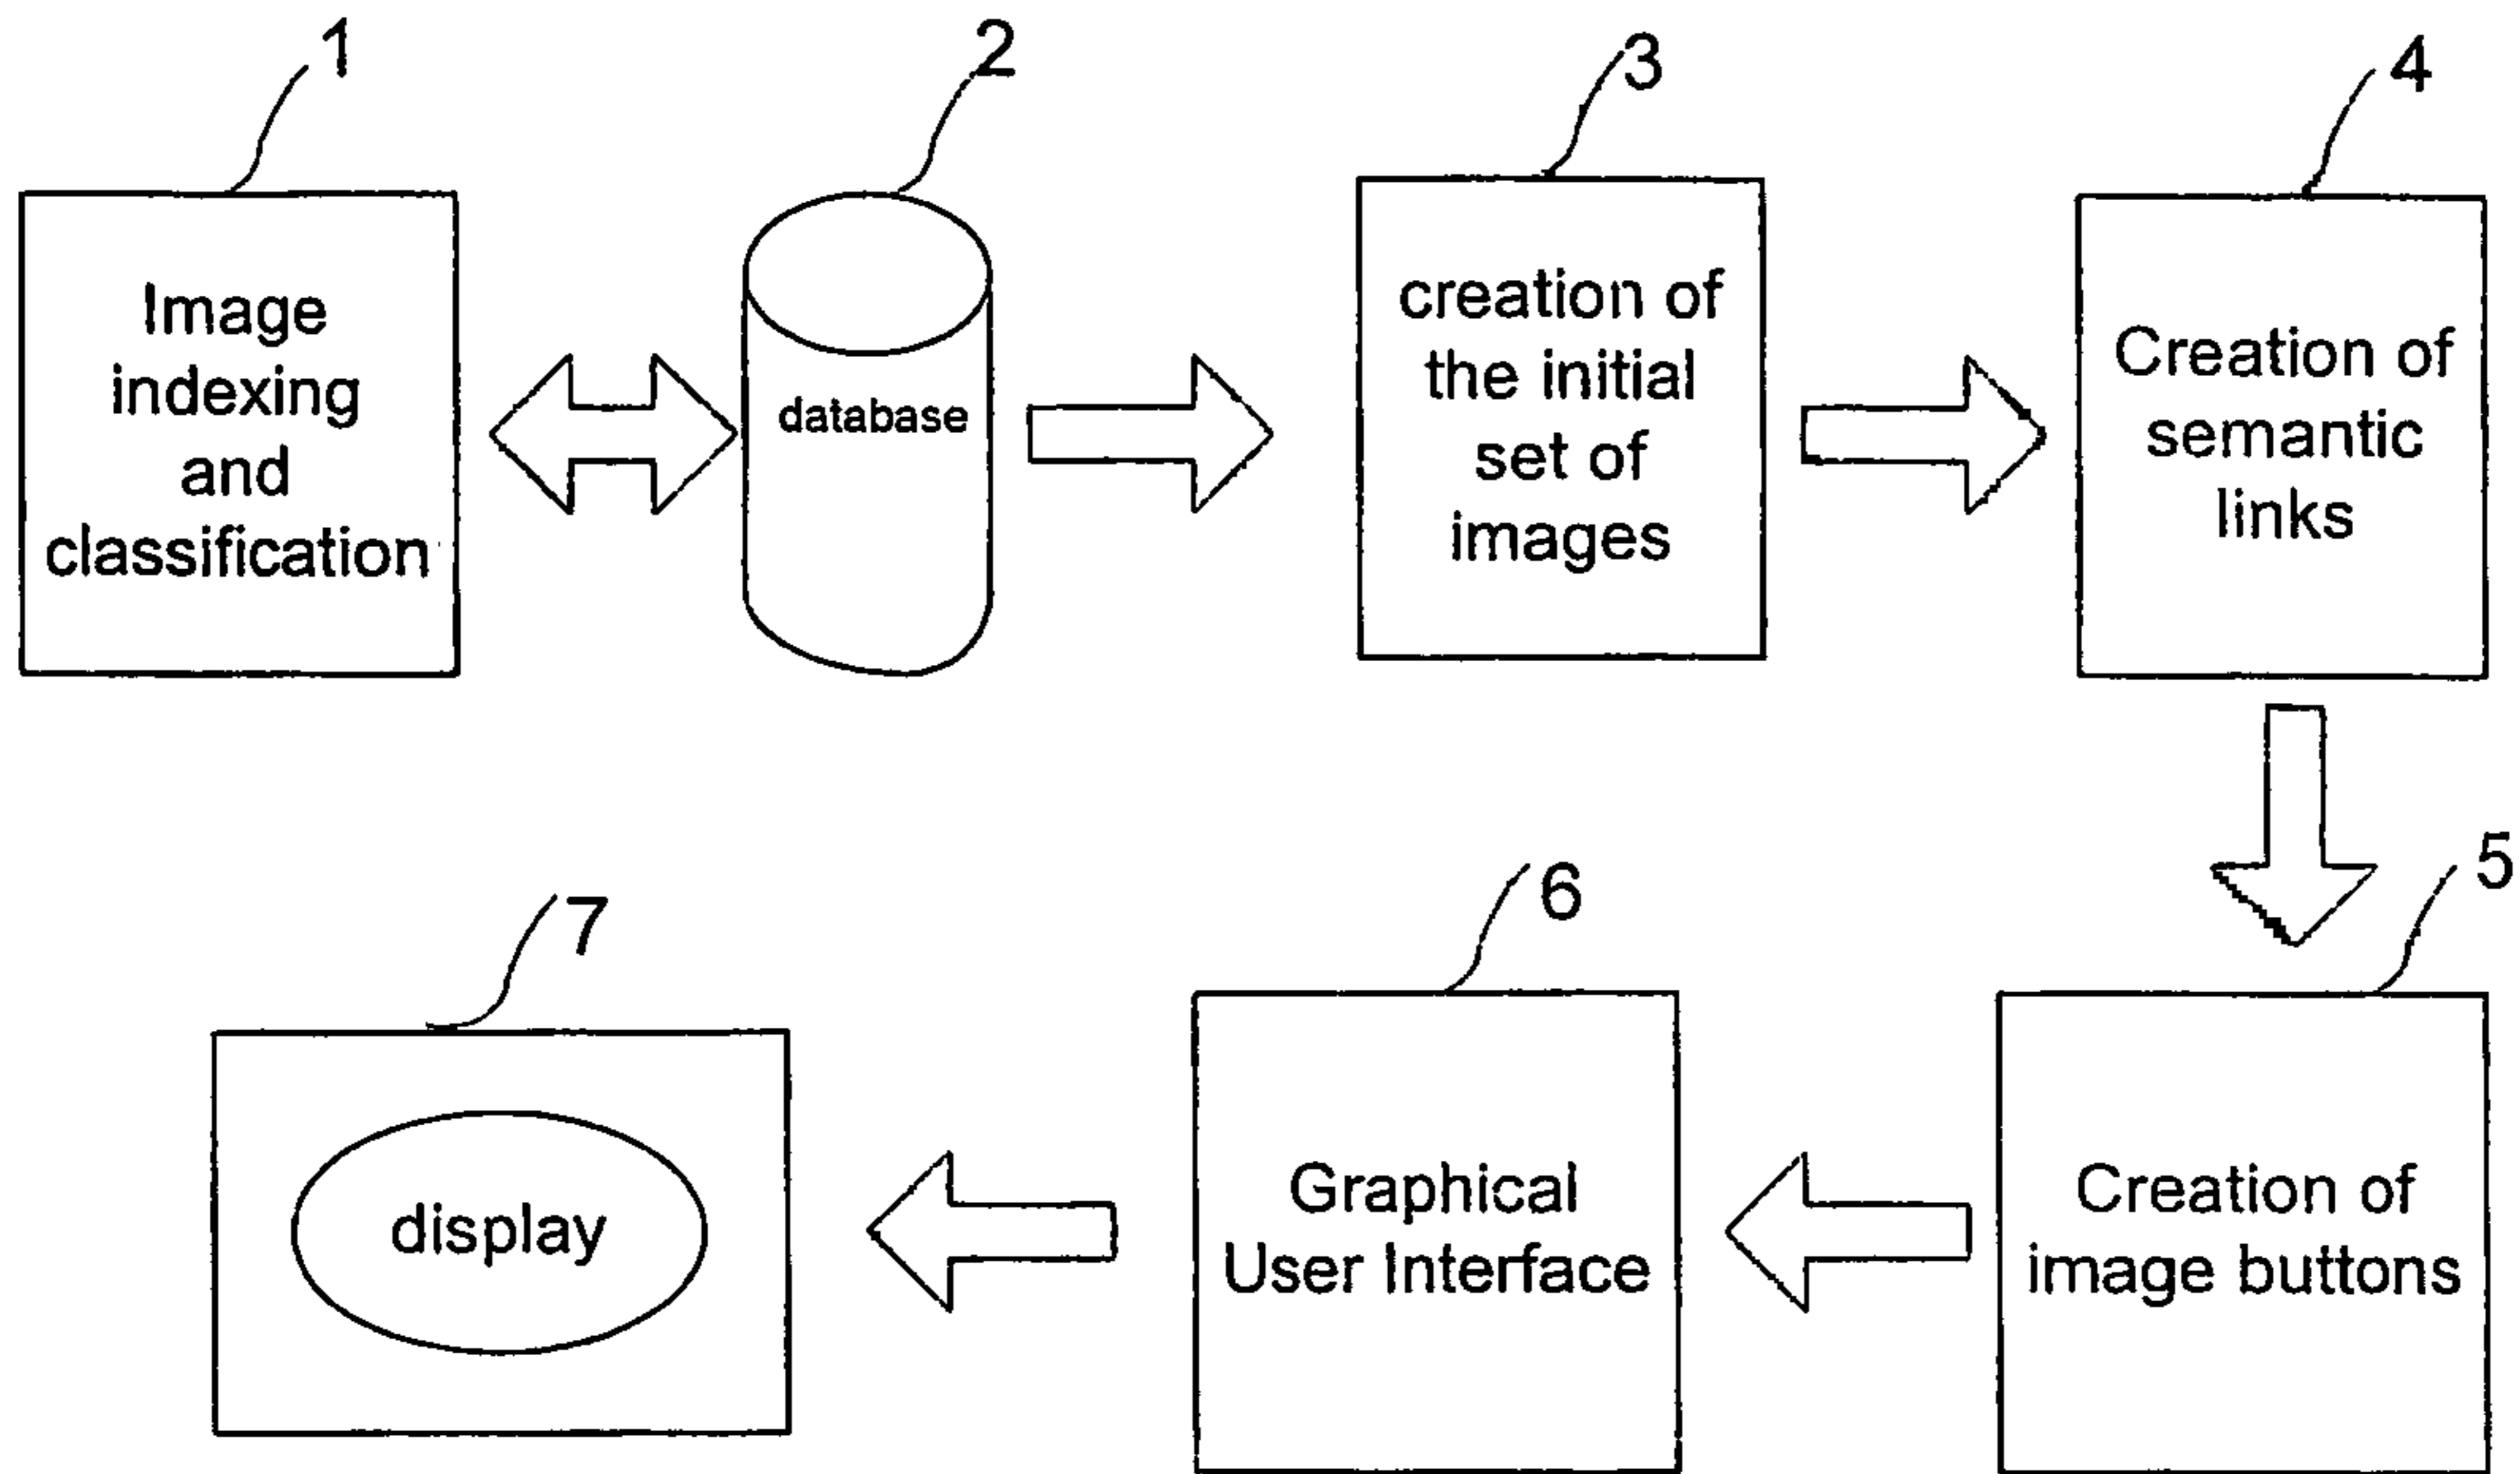 1
2
3
4
Image
indexing
and
classification
database
creation of
the initial
set of
images
Creation of
semantic
links
5
6
7
display
Graphical
User Interface
Creation of
image buttons